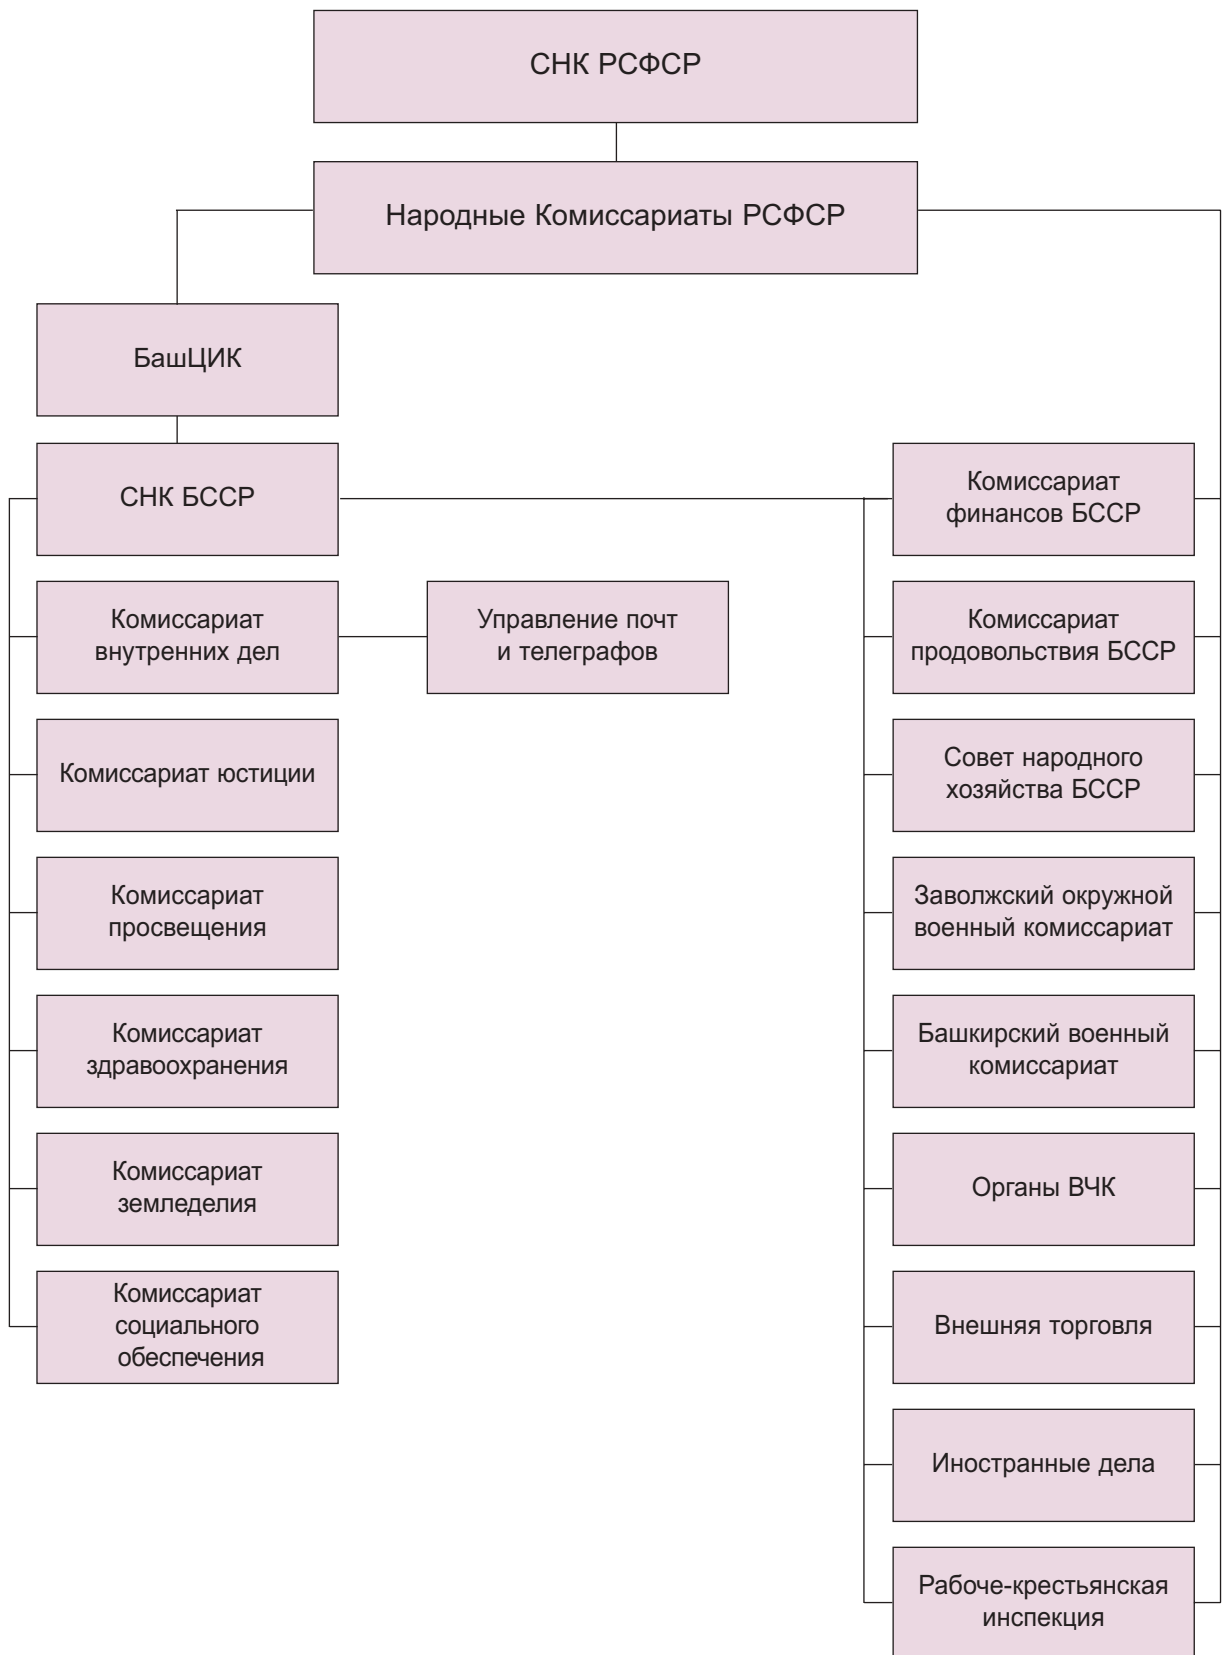 СНК РСФСР
Народные Комиссариаты РСФСР
БашЦИК
СНК БССР
Комиссариат
внутренних дел
Управление почт
и телеграфов
Комиссариат юстиции
Комиссариат
просвещения
Комиссариат
здравоохранения
Комиссариат
земледелия
Комиссариат
социального
обеспечения
Комиссариат
финансов БССР
Комиссариат
продовольствия БССР
Совет народного
хозяйства БССР
Заволжский окружной
военный комиссариат
Башкирский военный
комиссариат
Органы ВЧК
Внешняя торговля
Иностранные дела
Рабоче-крестьянская
инспекция